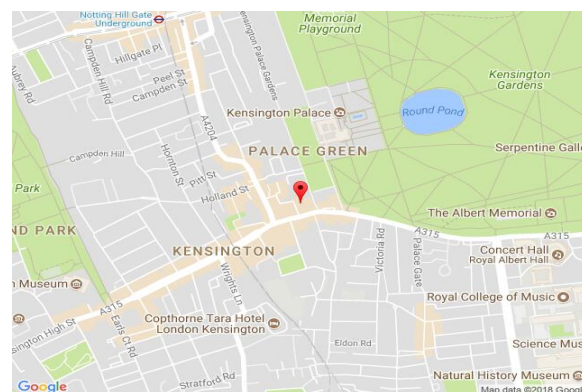 Notting Hill Gate
Underground
Memorial
Playground
Hillgate Pl
Aubrey Rd
Campden Hill Rd
Peel St
Campden St
Kensington Palace Gardens
Kensington
Gardens
A4204
Kensington Palace
Round Pond
Campden Hill
Hornton St
PALACE GREEN
Serpentine Galle
Pitt St
Holland St
Park
ND PARK
The Albert Memorial
A315
A315
KENSINGTON
Victoria Rd
Palace Gate
Concert Hall
Royal Albert Hall
Museum
Wrights Ln
A315
Royal College of Music
Kensington High St
Earls Ct Rd
Copthorne Tara Hotel
London Kensington
Eldon Rd
Science Mus
Stratford Rd
Natural History Museum
Google
Map data ©2018 Google